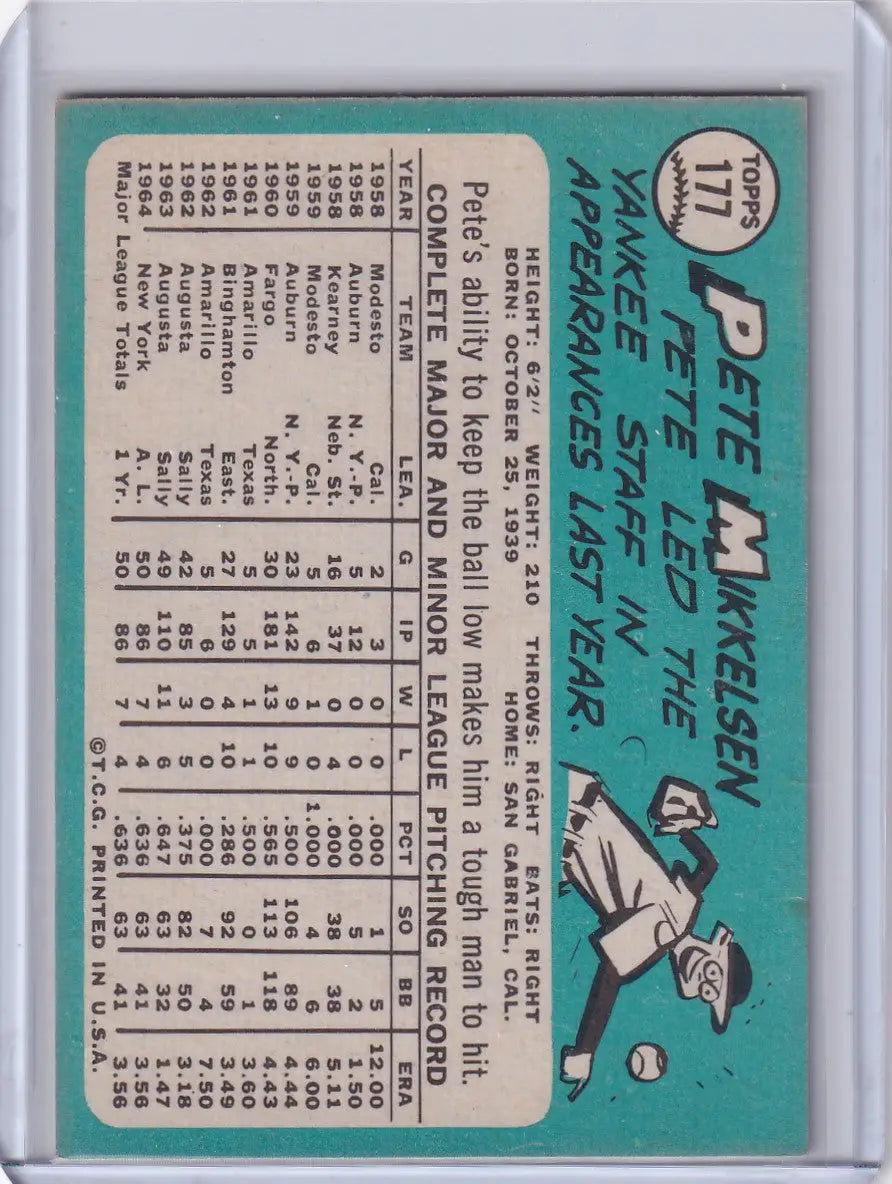 TOPPS
177
PETE MIKKELSEN
PETE LED THE
YANKEE STAFF IN
APPEARANCES LAST YEAR.
HEIGHT: 6'2" WEIGHT: 210 THROWS: RIGHT BATS: RIGHT
BORN: OCTOBER 25, 1939 HOME: SAN GABRIEL, CAL.
Pete's ability to keep the ball low makes him a tough man to hit.
COMPLETE MAJOR AND MINOR LEAGUE PITCHING RECORD
YEAR TEAM LEA. G IP W L PCT SO BB ERA
1958 Modesto Cal. 2 3 0 0 .000 1 5 12.00
1958 Auburn N. Y.-P. 5 12 0 0 .000 5 2 1.50
1958 Kearney Neb. St. 16 37 0 4 .000 38 38 5.11
1959 Modesto Cal. 5 6 1 0 1.000 4 6 6.00
1959 Auburn N. Y.-P. 23 142 9 9 .500 106 89 4.44
1960 Fargo North. 30 181 13 10 .565 113 118 4.43
1961 Amarillo Texas 5 5 1 1 .500 0 1 3.60
1961 Binghamton East. 27 129 4 10 .286 92 59 3.49
1962 Amarillo Texas 5 6 0 0 .000 7 4 7.50
1962 Augusta Sally 42 85 3 5 .375 82 50 3.18
1963 Augusta Sally 49 110 11 6 .647 63 32 1.47
1964 New York A. L. 50 86 7 4 .636 63 41 3.56
Major League Totals 1 Yr. 50 86 7 4 .636 63 41 3.56
©T.C.G. PRINTED IN U.S.A.